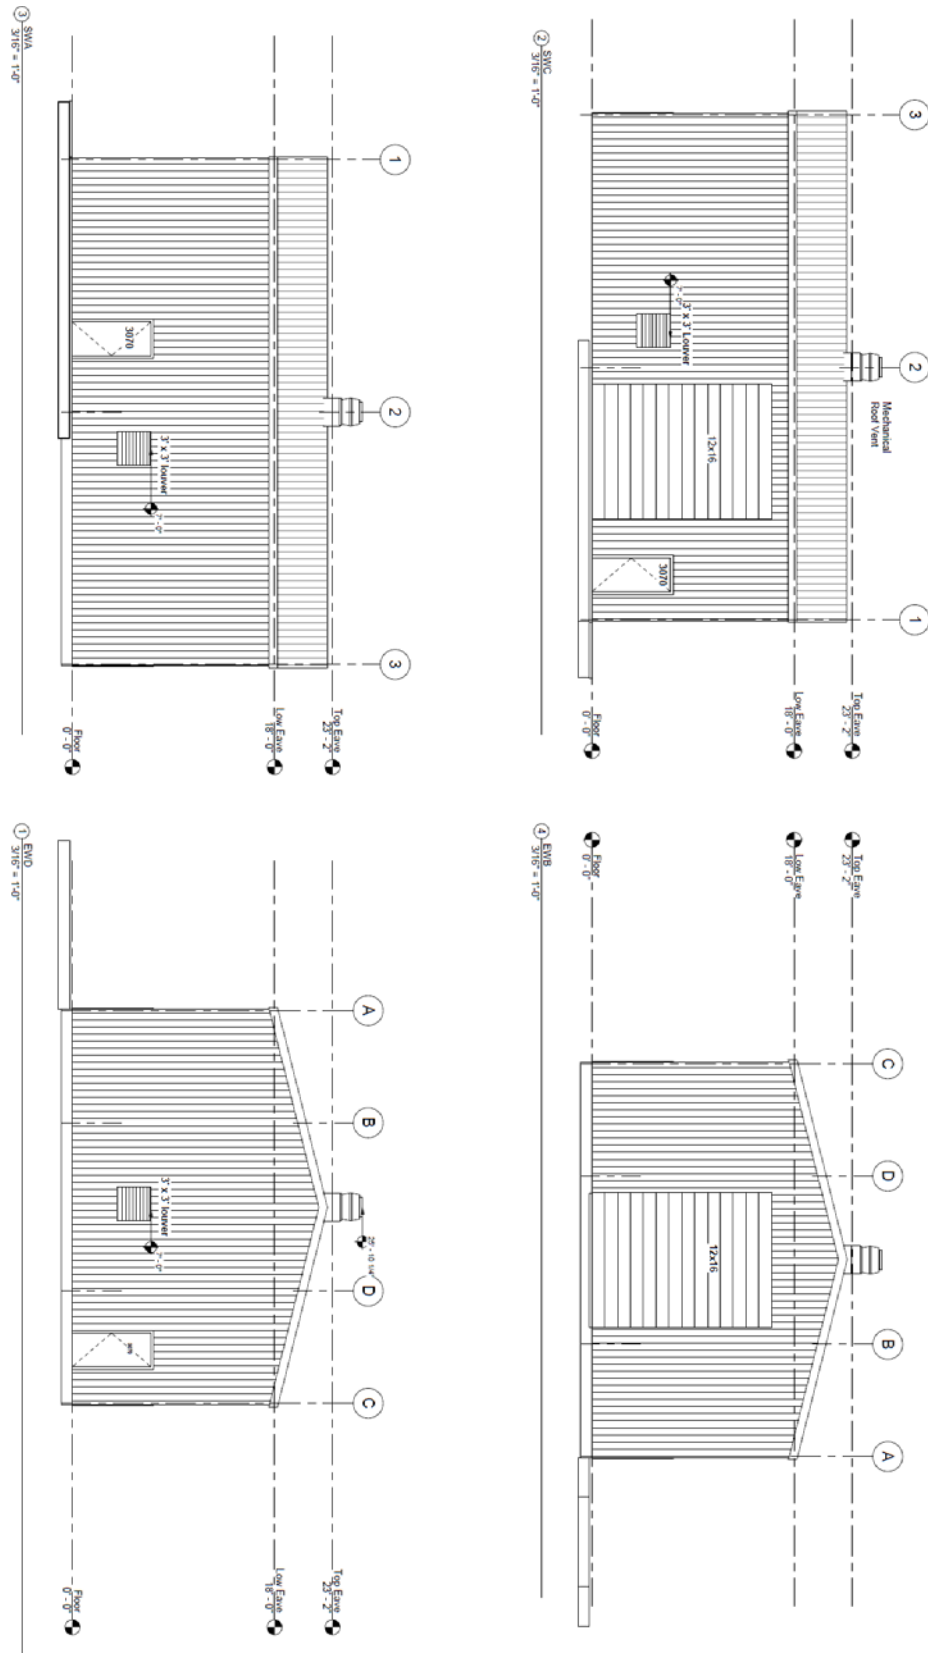 3
2
1
Mechanical
Roof Vent
Top Eave
23' - 2"
Low Eave
18' - 0"
3' x 3' Louver
7' - 0"
12x16
3070
Floor
0' - 0"
2
SWC
3/16" = 1'-0"
C
D
B
A
Top Eave
23' - 2"
Low Eave
18' - 0"
12x16
Floor
0' - 0"
4
EWB
3/16" = 1'-0"
1
2
3
Top Eave
23' - 2"
Low Eave
18' - 0"
3070
3' x 3' louver
7' - 0"
Floor
0' - 0"
3
SWA
3/16" = 1'-0"
A
B
D
C
25' - 10 1/4"
Top Eave
23' - 2"
Low Eave
18' - 0"
3' x 3' louver
7' - 0"
Floor
0' - 0"
1
EWD
3/16" = 1'-0"